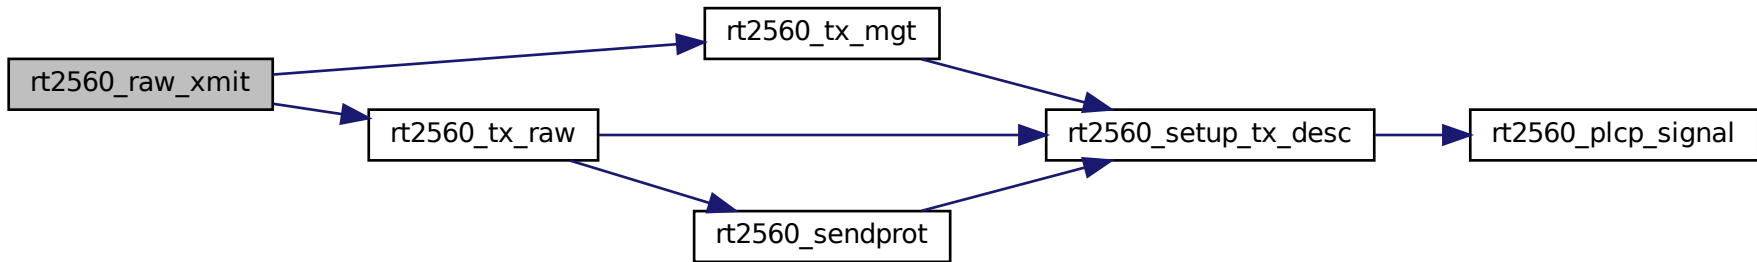 rt2560_raw_xmit
rt2560_tx_mgt
rt2560_tx_raw
rt2560_sendprot
rt2560_setup_tx_desc
rt2560_plcp_signal